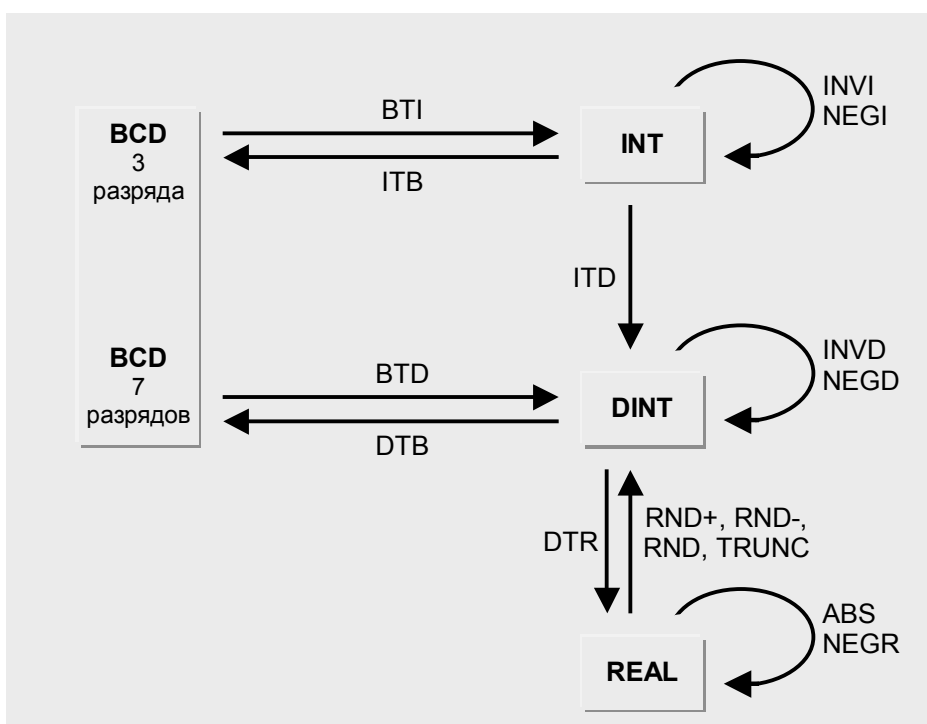 INVI
NEGI
BTI
BCD
3
разряда
INT
ITB
ITD
BCD
7
разрядов
BTD
INVD
NEGD
DINT
DTB
DTR
RND+, RND-,
RND, TRUNC
ABS
NEGR
REAL